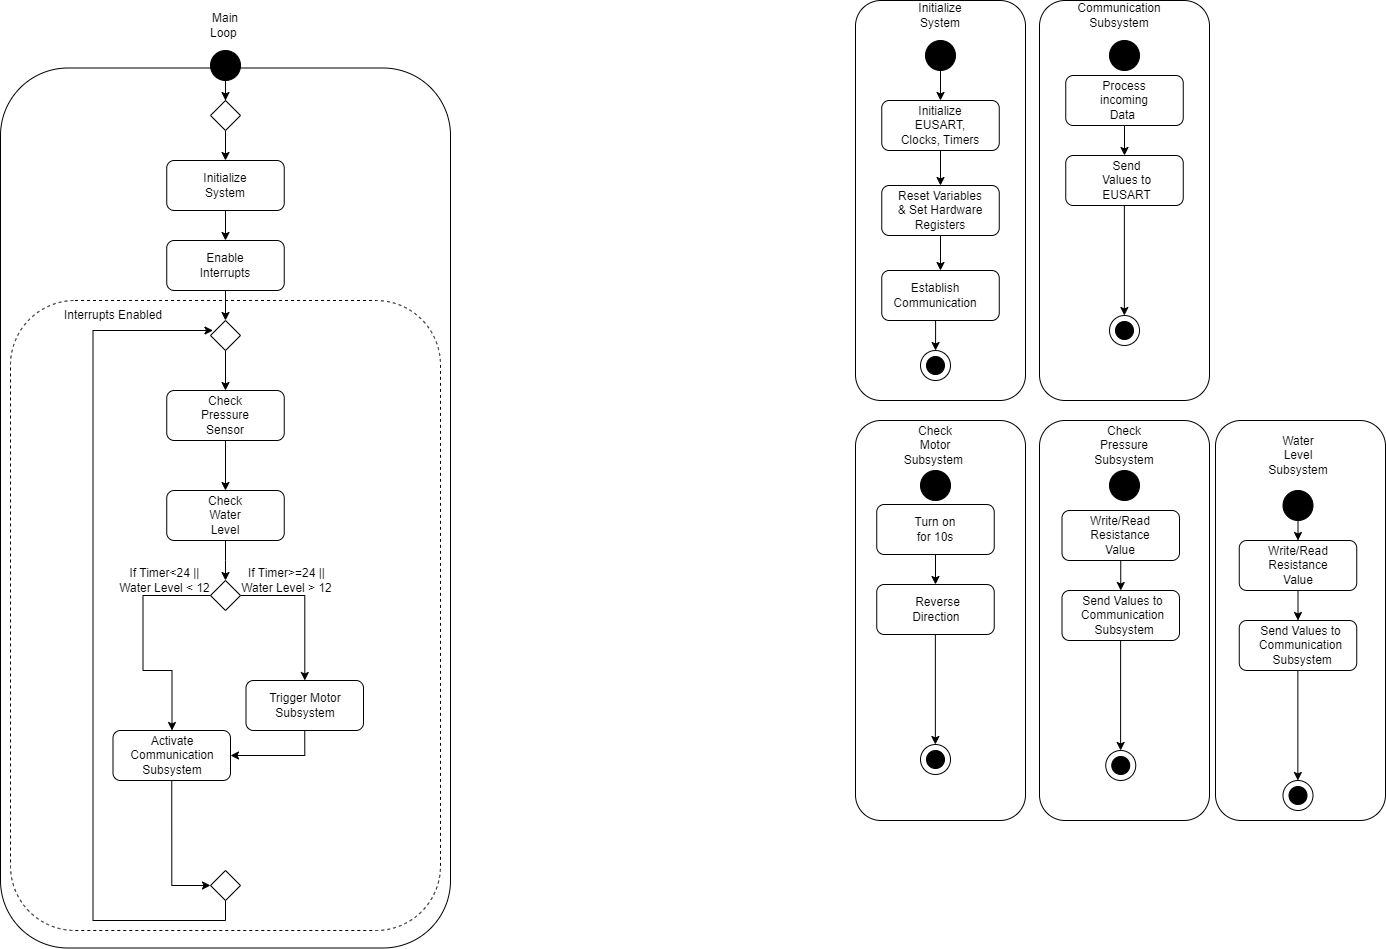 Main
Loop
Initialize
System
Enable
Interrupts
Interrupts Enabled
Check
Pressure
Sensor
Check
Water
Level
If Timer<24 ||
Water Level < 12
If Timer>=24 ||
Water Level > 12
Trigger Motor
Subsystem
Activate
Communication
Subsystem
Initialize
System
Initialize
EUSART,
Clocks, Timers
Reset Variables
& Set Hardware
Registers
Establish
Communication
Communication
Subsystem
Process
incoming
Data
Send
Values to
EUSART
Check
Motor
Subsystem
Turn on
for 10s
Reverse
Direction
Check
Pressure
Subsystem
Write/Read
Resistance
Value
Send Values to
Communication
Subsystem
Water
Level
Subsystem
Write/Read
Resistance
Value
Send Values to
Communication
Subsystem